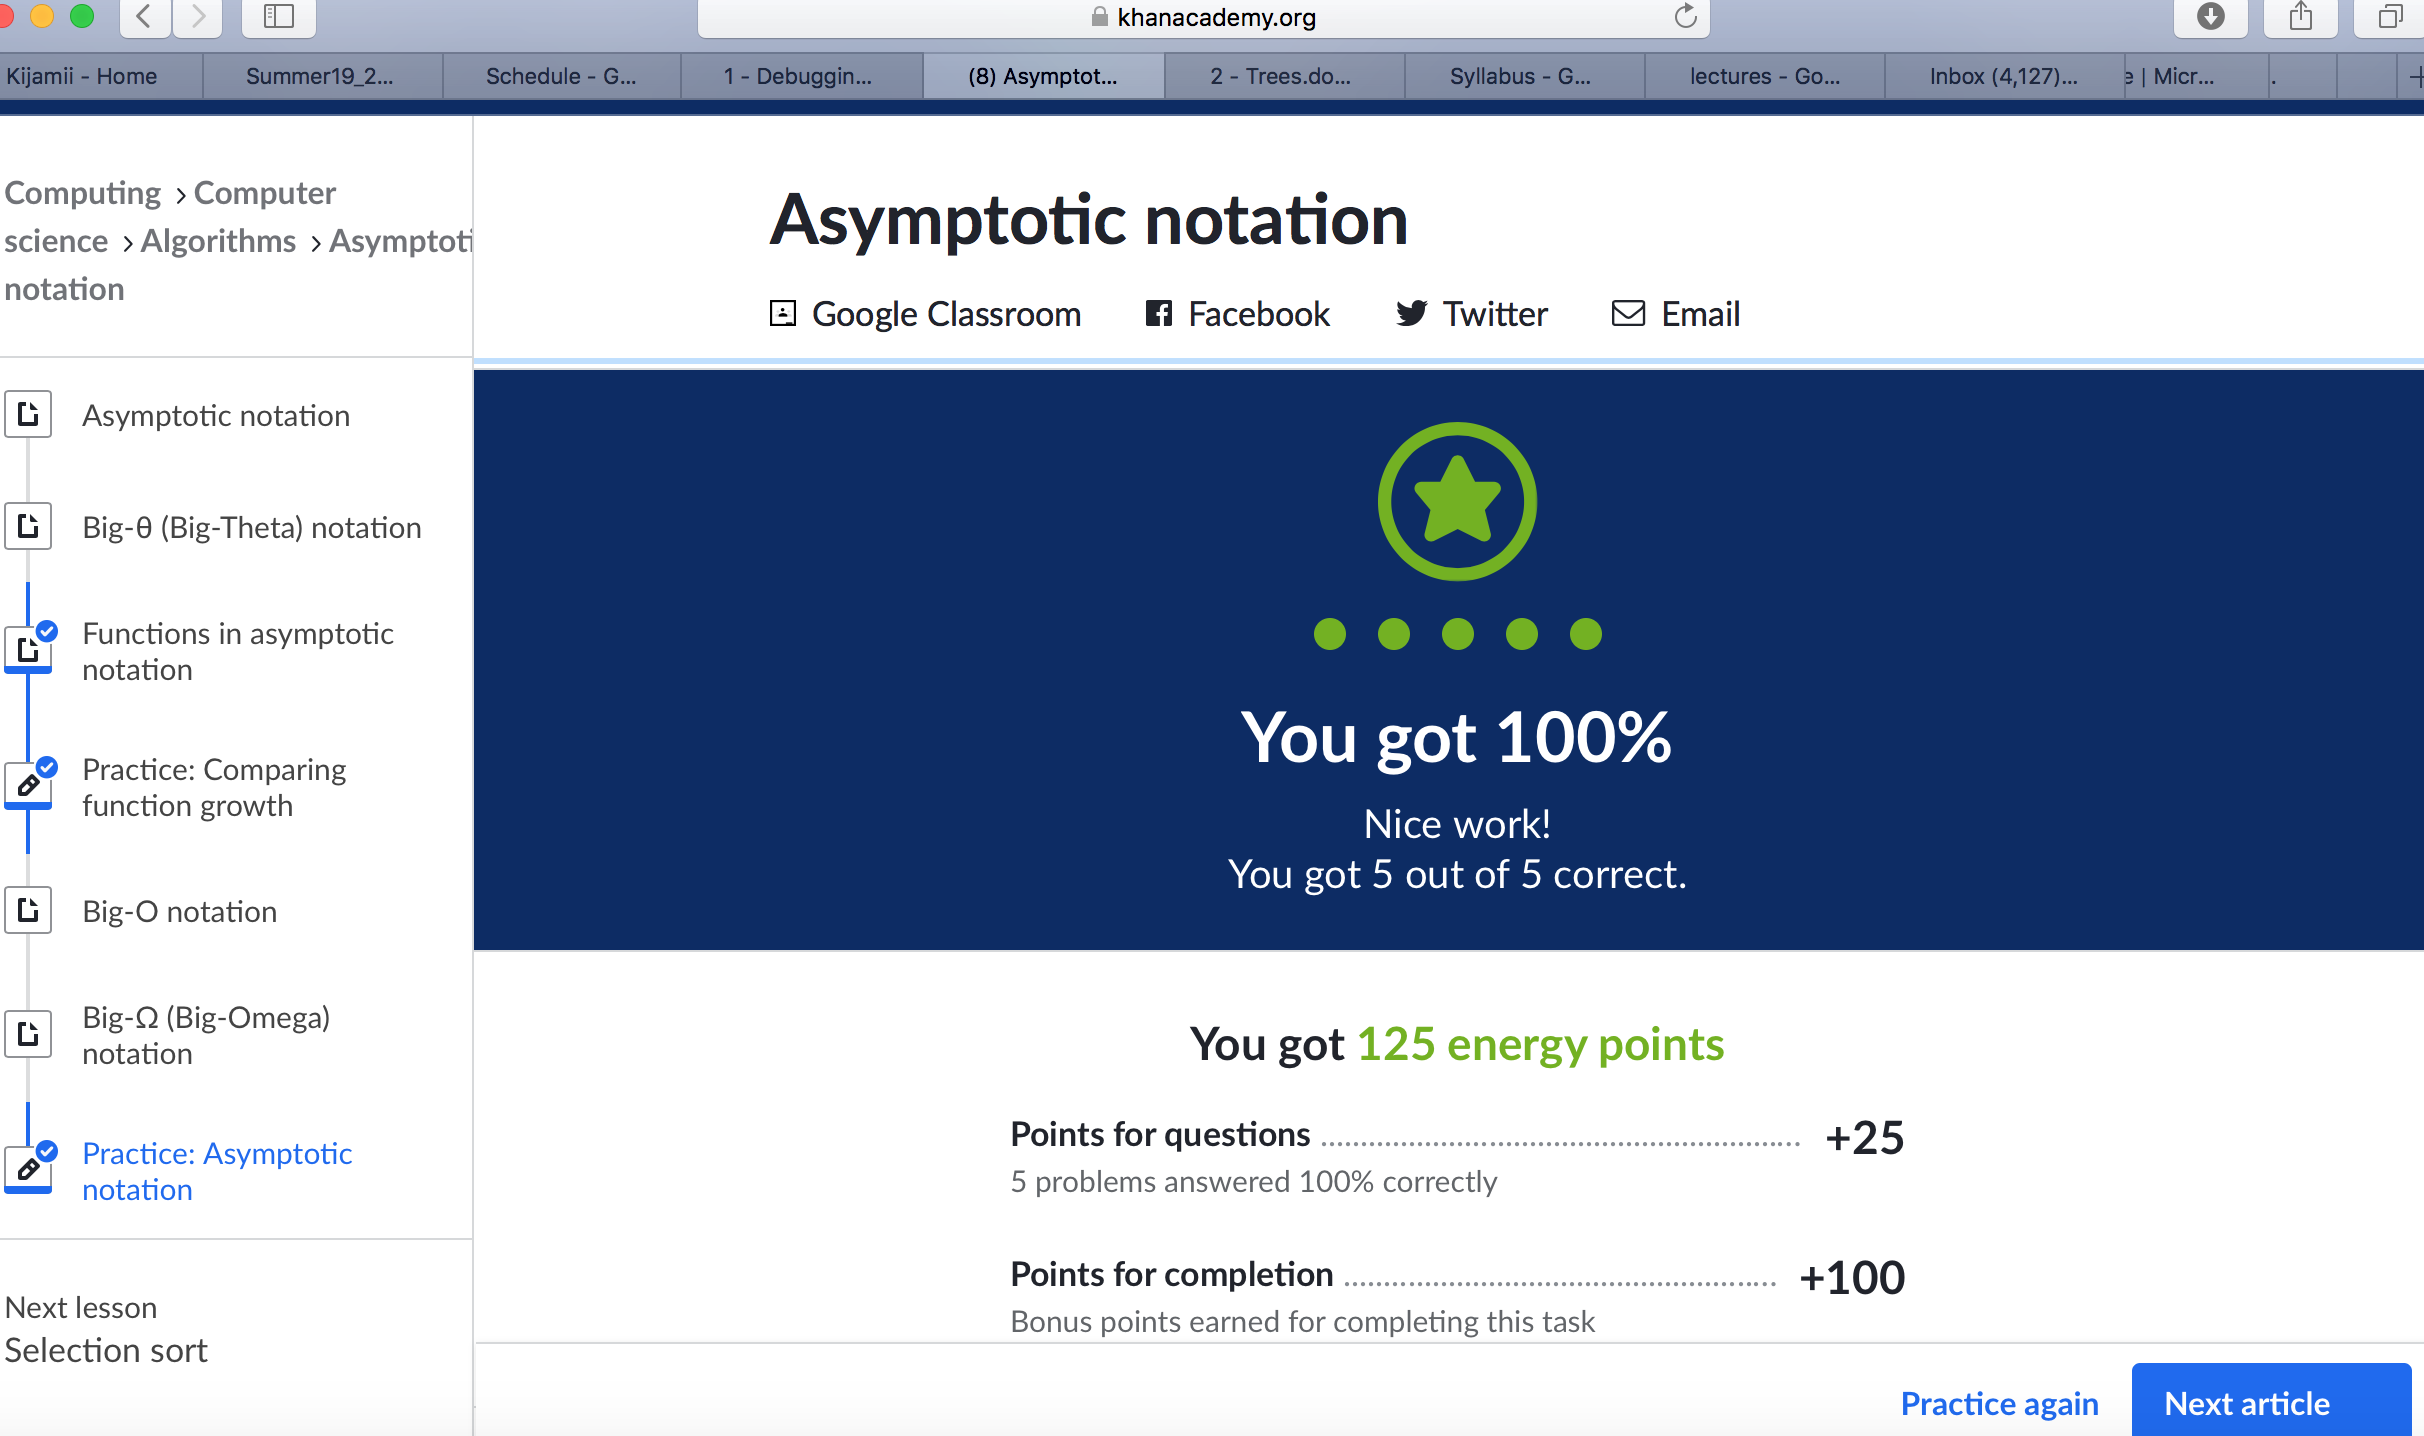 khanacademy.org
Kijamii - Home
Summer19_2...
Schedule - G...
1 - Debuggin...
(8) Asymptot...
2 - Trees.do...
Syllabus - G...
lectures - Go...
Inbox (4,127)...
e | Micr...
.
Computing > Computer
science > Algorithms > Asymptoti
notation
Asymptotic notation
Big-θ (Big-Theta) notation
Functions in asymptotic
notation
Practice: Comparing
function growth
Big-O notation
Big-Ω (Big-Omega)
notation
Practice: Asymptotic
notation
Next lesson
Selection sort
Asymptotic notation
Google Classroom
Facebook
Twitter
Email
You got 100%
Nice work!
You got 5 out of 5 correct.
You got 125 energy points
Points for questions +25
5 problems answered 100% correctly
Points for completion +100
Bonus points earned for completing this task
Practice again
Next article